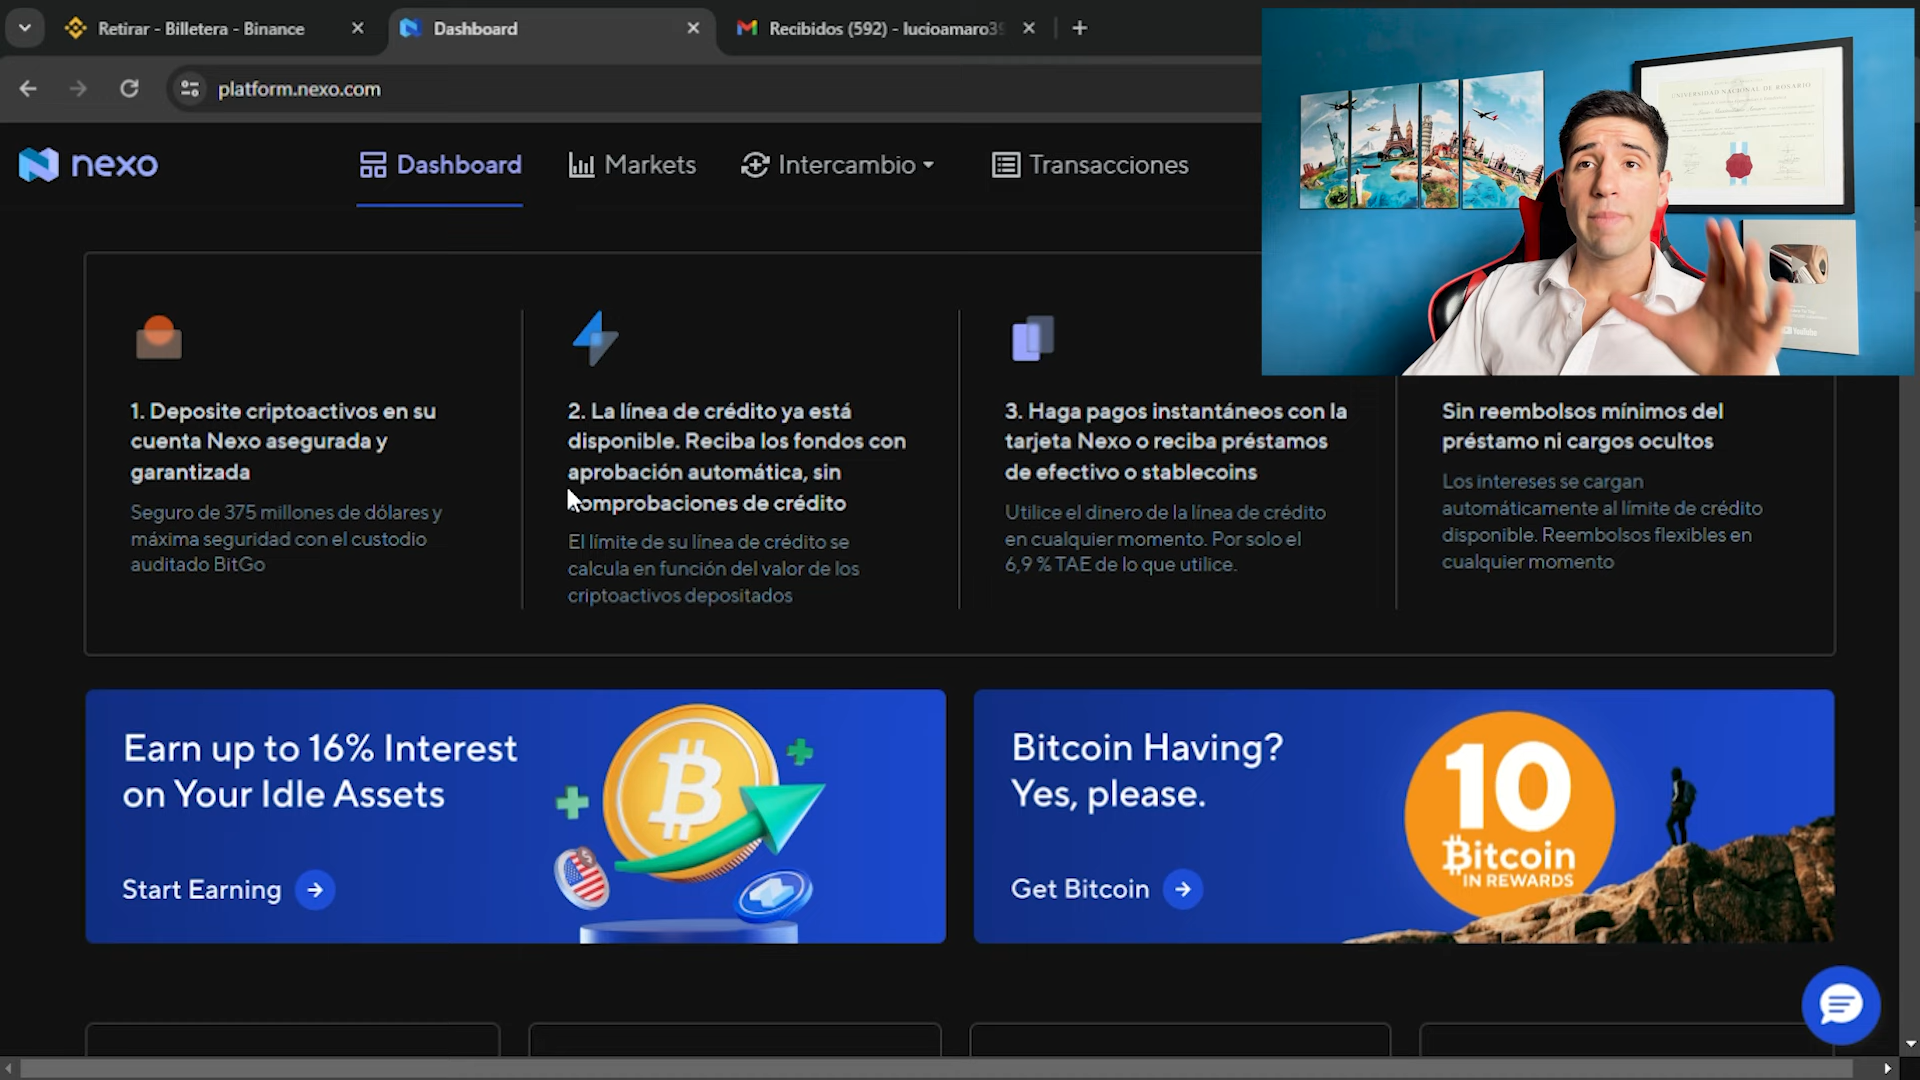 Retirar - Billetera - Binance
Dashboard
Recibidos (592) - lucioamaro39
platform.nexo.com
nexo
Dashboard
Markets
Intercambio
Transacciones
UNIVERSIDAD NACIONAL DE ROSARIO
YouTube
1. Deposite criptoactivos en su
cuenta Nexo asegurada y
garantizada
Seguro de 375 millones de dólares y
máxima seguridad con el custodio
auditado BitGo
2. La línea de crédito ya está
disponible. Reciba los fondos con
aprobación automática, sin
comprobaciones de crédito
El límite de su línea de crédito se
calcula en función del valor de los
criptoactivos depositados
3. Haga pagos instantáneos con la
tarjeta Nexo o reciba préstamos
de efectivo o stablecoins
Utilice el dinero de la línea de crédito
en cualquier momento. Por solo el
6,9 % TAE de lo que utilice.
Sin reembolsos mínimos del
préstamo ni cargos ocultos
Los intereses se cargan
automáticamente al límite de crédito
disponible. Reembolsos flexibles en
cualquier momento
Earn up to 16% Interest
on Your Idle Assets
Start Earning
Bitcoin Having?
Yes, please.
Get Bitcoin
10
Bitcoin
IN REWARDS